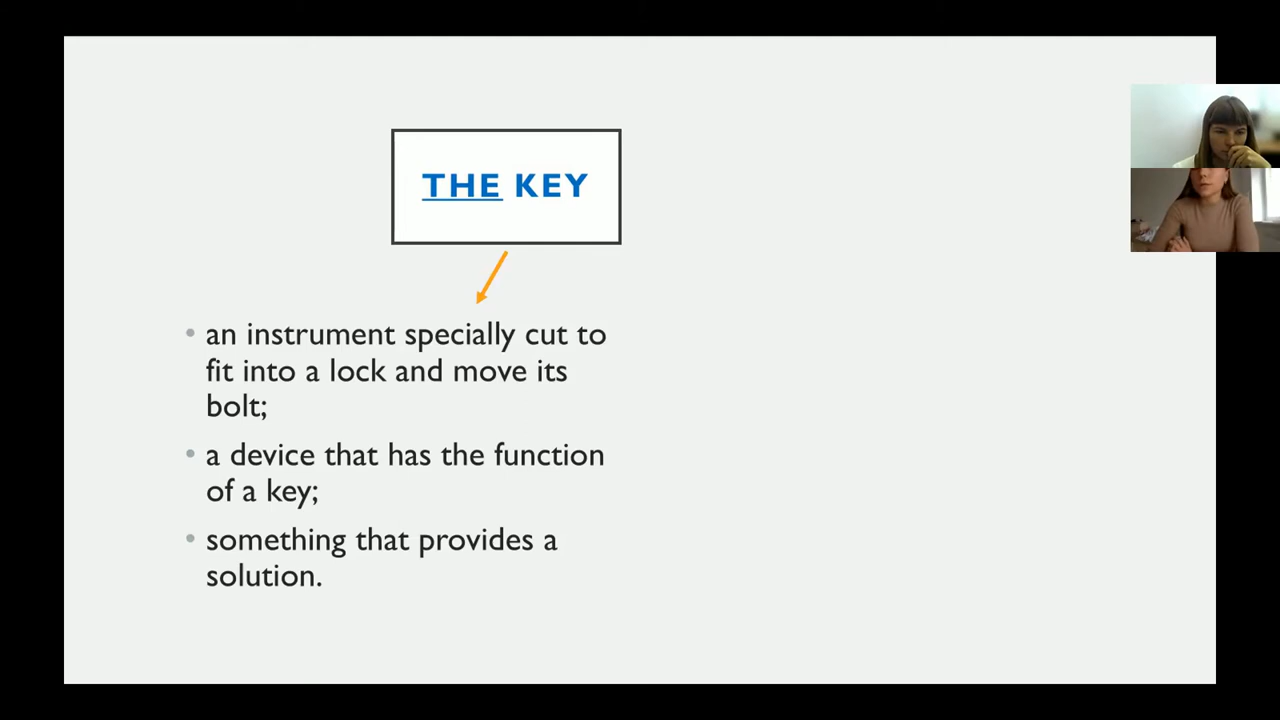 THE KEY
• an instrument specially cut to
fit into a lock and move its
bolt;
• a device that has the function
of a key;
• something that provides a
solution.